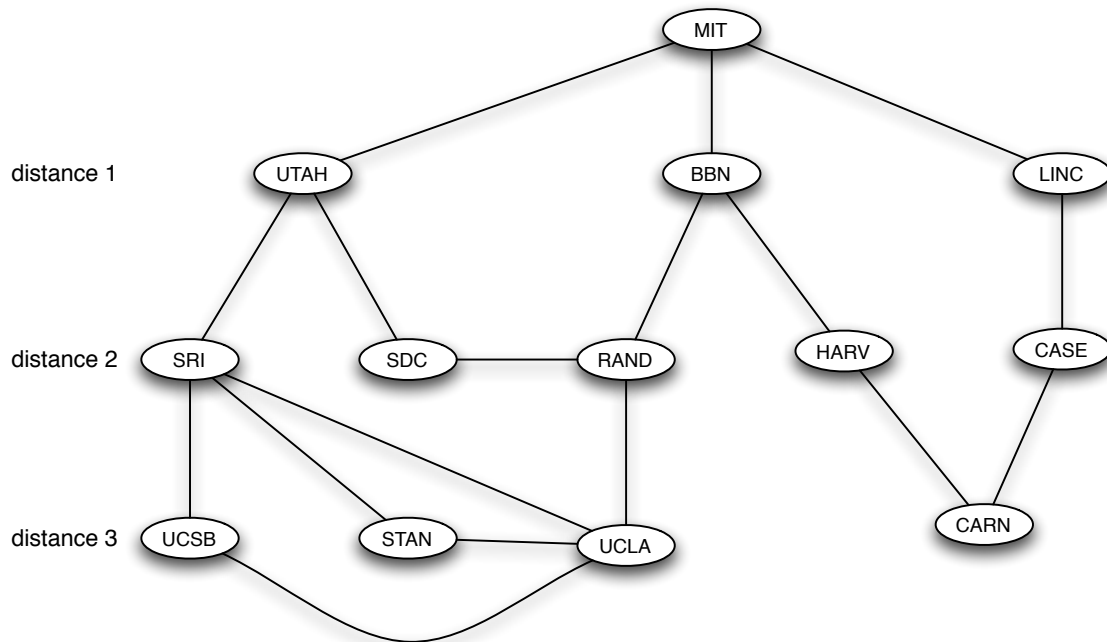 MIT
distance 1
UTAH
BBN
LINC
distance 2
SRI
SDC
RAND
HARV
CASE
distance 3
UCSB
STAN
UCLA
CARN